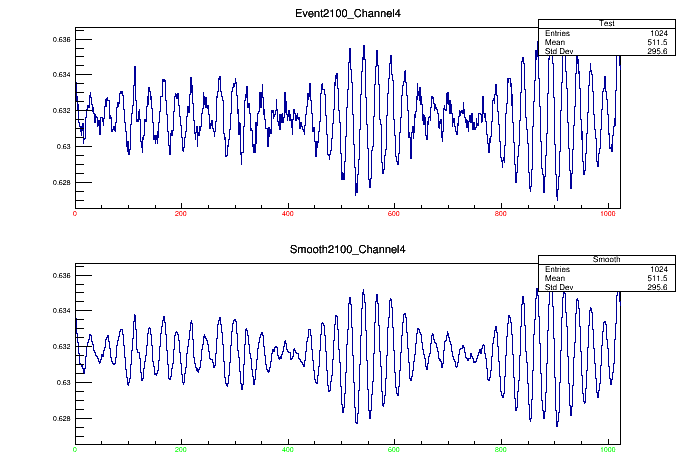 Event2100_Channel4
Test
Entries 1024
Mean 511.5
Std Dev 295.6
0.636
0.634
0.632
0.63
0.628
0 200 400 600 800 1000
Smooth2100_Channel4
Smooth
Entries 1024
Mean 511.5
Std Dev 295.6
0.636
0.634
0.632
0.63
0.628
0 200 400 600 800 1000